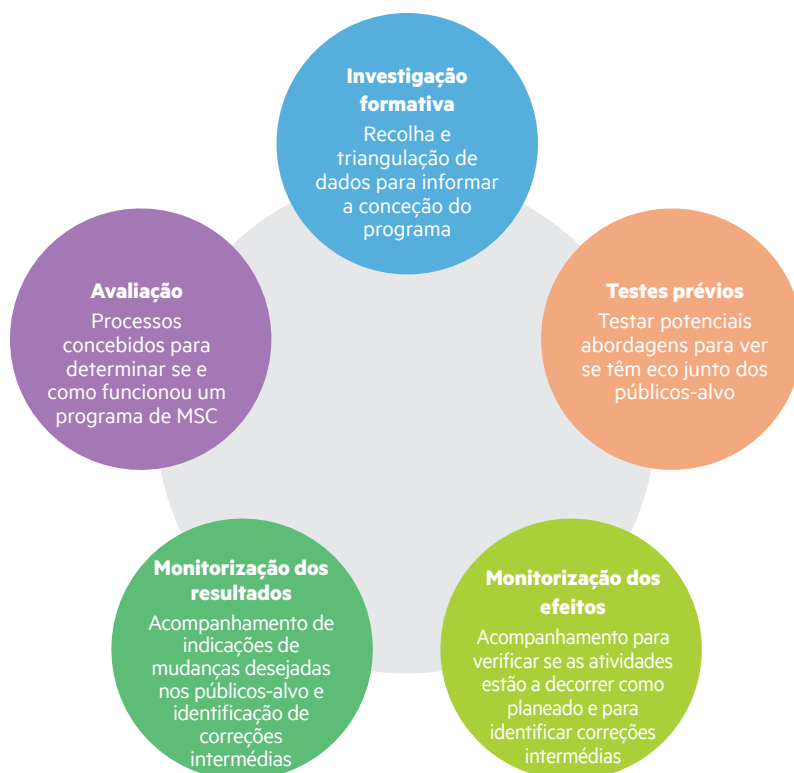 Investigação
formativa
Recolha e
triangulação de
dados para informar
a conceção do
programa
Avaliação
Processos
concebidos para
determinar se e
como funcionou um
programa de MSC
Testes prévios
Testar potenciais
abordagens para ver
se têm eco junto dos
públicos-alvo
Monitorização dos
resultados
Acompanhamento de
indicações de
mudanças desejadas
nos públicos-alvo e
identificação de
correções
intermédias
Monitorização dos
efeitos
Acompanhamento para
verificar se as atividades
estão a decorrer como
planeado e para
identificar correções
intermédias